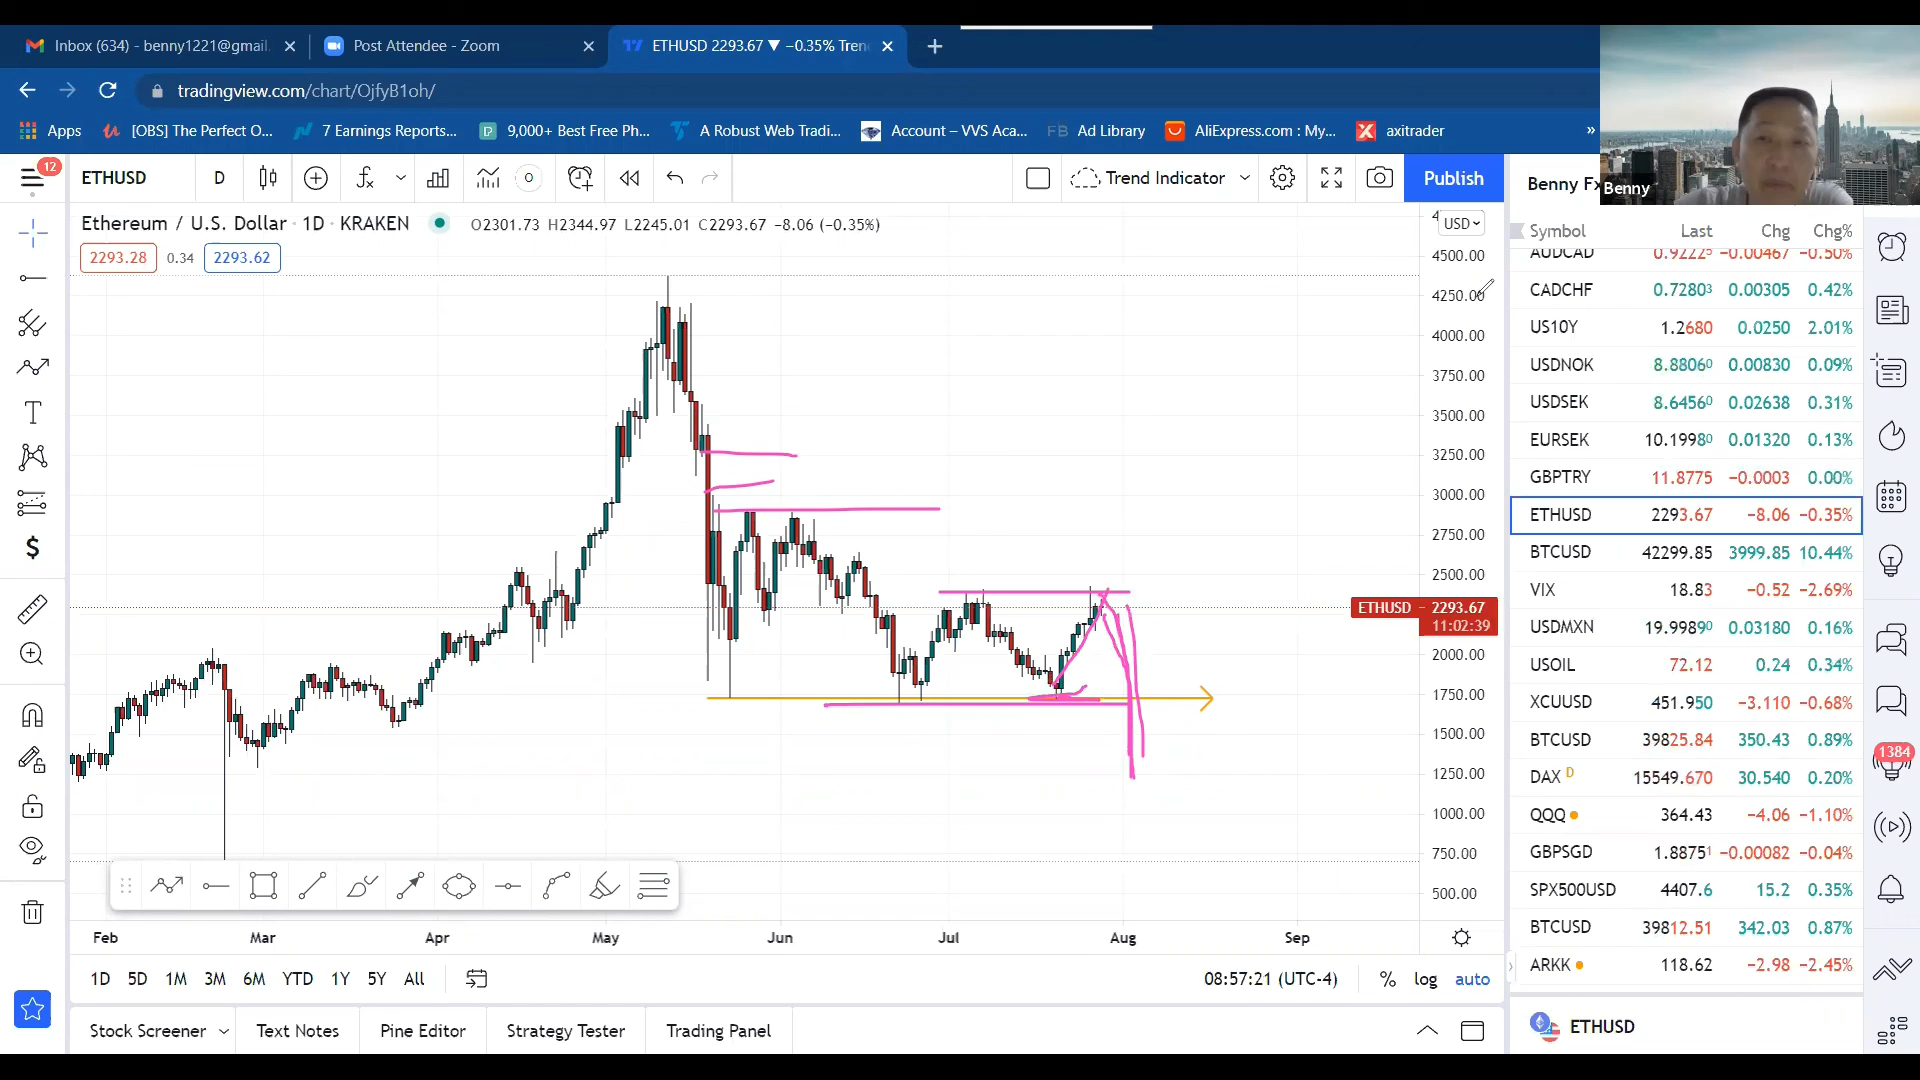 Inbox (634) - benny1221@gmail.
Post Attendee - Zoom
ETHUSD 2293.67 ▼ −0.35% Tren
tradingview.com/chart/OjfyB1oh/
Apps
[OBS] The Perfect O...
7 Earnings Reports...
9,000+ Best Free Ph...
A Robust Web Tradi...
Account – VVS Aca...
FB Ad Library
AliExpress.com : My...
axitrader
»
Benny
12
ETHUSD
D
Trend Indicator
Publish
Benny Fx
Ethereum / U.S. Dollar · 1D · KRAKEN
O2301.73 H2344.97 L2245.01 C2293.67 −8.06 (−0.35%)
2293.28 0.34 2293.62
USD
4500.00
4250.00
4000.00
3750.00
3500.00
3250.00
3000.00
2750.00
2500.00
ETHUSD 2293.67
11:02:39
2000.00
1750.00
1500.00
1250.00
1000.00
750.00
500.00
Feb Mar Apr May Jun Jul Aug Sep
1D 5D 1M 3M 6M YTD 1Y 5Y All
08:57:21 (UTC-4)
% log auto
Stock Screener
Text Notes
Pine Editor
Strategy Tester
Trading Panel
Symbol Last Chg Chg%
AUDCAD 0.92225 −0.00467 −0.50%
CADCHF 0.72803 0.00305 0.42%
US10Y 1.2680 0.0250 2.01%
USDNOK 8.88060 0.00830 0.09%
USDSEK 8.64560 0.02638 0.31%
EURSEK 10.19980 0.01320 0.13%
GBPTRY 11.8775 −0.0003 0.00%
ETHUSD 2293.67 −8.06 −0.35%
BTCUSD 42299.85 3999.85 10.44%
VIX 18.83 −0.52 −2.69%
USDMXN 19.99890 0.03180 0.16%
USOIL 72.12 0.24 0.34%
XCUUSD 451.950 −3.110 −0.68%
BTCUSD 39825.84 350.43 0.89%
DAX D 15549.670 30.540 0.20%
QQQ 364.43 −4.06 −1.10%
GBPSGD 1.88751 −0.00082 −0.04%
SPX500USD 4407.6 15.2 0.35%
BTCUSD 39812.51 342.03 0.87%
ARKK 118.62 −2.98 −2.45%
ETHUSD
1384